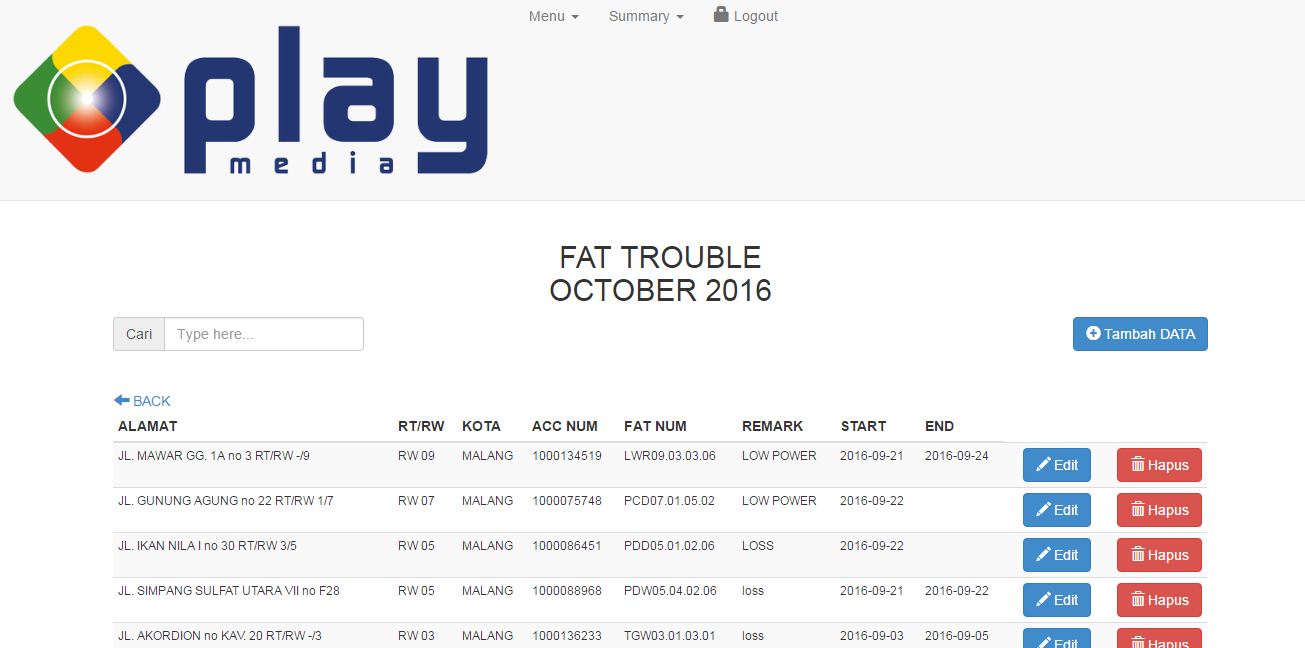 Menu Summary Logout
play
media
FAT TROUBLE
OCTOBER 2016
Cari Type here... Tambah DATA
BACK
ALAMAT RT/RW KOTA ACC NUM FAT NUM REMARK START END
JL. MAWAR GG. 1A no 3 RT/RW -/9 RW 09 MALANG 1000134519 LWR09.03.03.06 LOW POWER 2016-09-21 2016-09-24 Edit Hapus
JL. GUNUNG AGUNG no 22 RT/RW 1/7 RW 07 MALANG 1000075748 PCD07.01.05.02 LOW POWER 2016-09-22 Edit Hapus
JL. IKAN NILA I no 30 RT/RW 3/5 RW 05 MALANG 1000086451 PDD05.01.02.06 LOSS 2016-09-22 Edit Hapus
JL. SIMPANG SULFAT UTARA VII no F28 RW 05 MALANG 1000088968 PDW05.04.02.06 loss 2016-09-21 2016-09-22 Edit Hapus
JL. AKORDION no KAV. 20 RT/RW -/3 RW 03 MALANG 1000136233 TGW03.01.03.01 loss 2016-09-03 2016-09-05 Edit Hapus